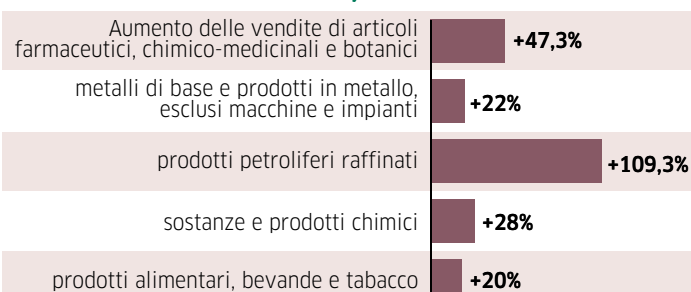 Aumento delle vendite di articoli
farmaceutici, chimico-medicinali e botanici
+47,3%
metalli di base e prodotti in metallo,
esclusi macchine e impianti
+22%
prodotti petroliferi raffinati
+109,3%
sostanze e prodotti chimici
+28%
prodotti alimentari, bevande e tabacco
+20%